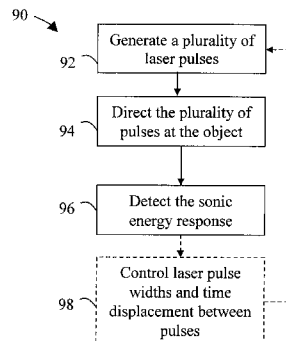 90
Generate a plurality of
laser pulses
92
Direct the plurality of
pulses at the object
94
Detect the sonic
energy response
96
Control laser pulse
widths and time
displacement between
pulses
98